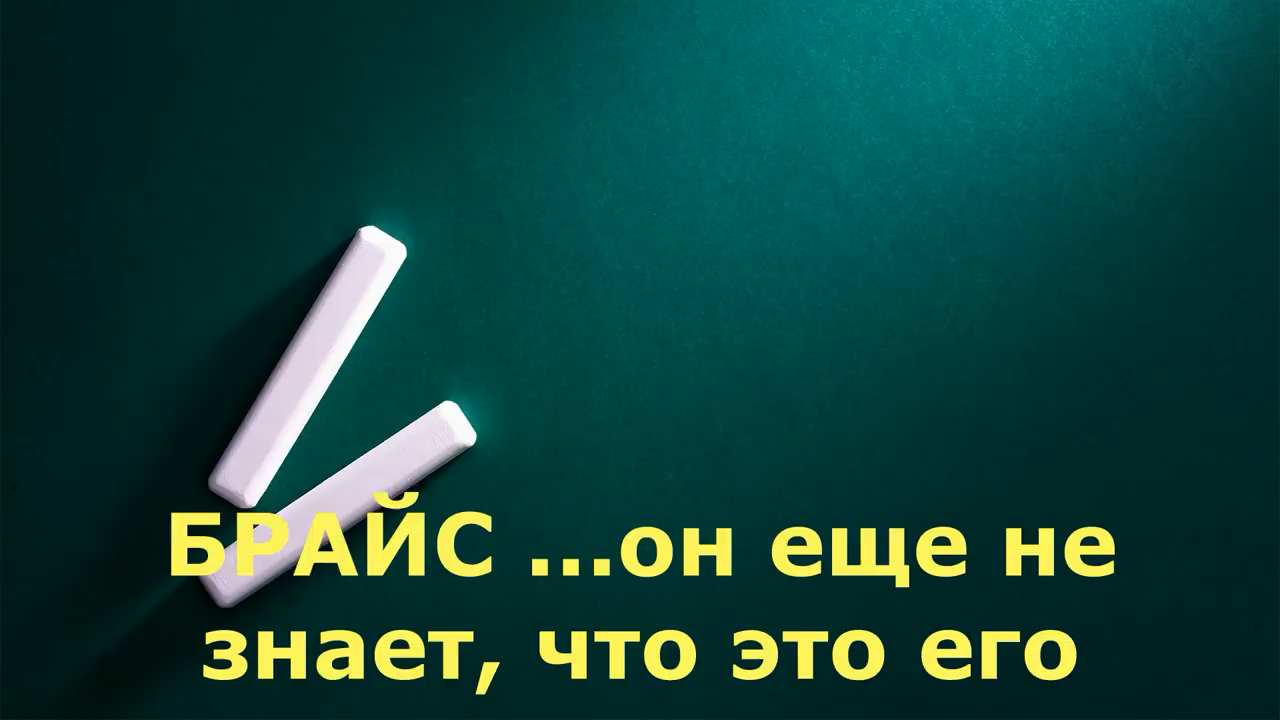 БРАЙС ...он еще не
знает, что это его